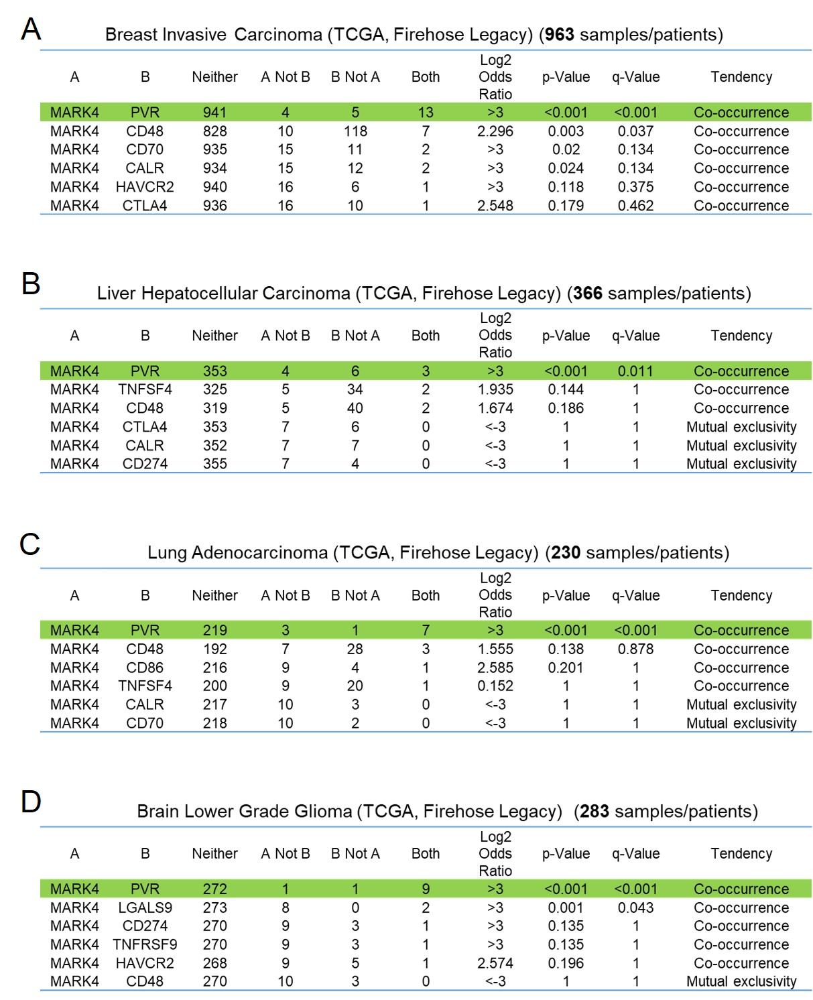 A
Breast Invasive Carcinoma (TCGA, Firehose Legacy) (963 samples/patients)
A B Neither A Not B B Not A Both Log2 Odds Ratio p-Value q-Value Tendency
MARK4 PVR 941 4 5 13 >3 <0.001 <0.001 Co-occurrence
MARK4 CD48 828 10 118 7 2.296 0.003 0.037 Co-occurrence
MARK4 CD70 935 15 11 2 >3 0.02 0.134 Co-occurrence
MARK4 CALR 934 15 12 2 >3 0.024 0.134 Co-occurrence
MARK4 HAVCR2 940 16 6 1 >3 0.118 0.375 Co-occurrence
MARK4 CTLA4 936 16 10 1 2.548 0.179 0.462 Co-occurrence
B
Liver Hepatocellular Carcinoma (TCGA, Firehose Legacy) (366 samples/patients)
A B Neither A Not B B Not A Both Log2 Odds Ratio p-Value q-Value Tendency
MARK4 PVR 353 4 6 3 >3 <0.001 0.011 Co-occurrence
MARK4 TNFSF4 325 5 34 2 1.935 0.144 1 Co-occurrence
MARK4 CD48 319 5 40 2 1.674 0.186 1 Co-occurrence
MARK4 CTLA4 353 7 6 0 <-3 1 1 Mutual exclusivity
MARK4 CALR 352 7 7 0 <-3 1 1 Mutual exclusivity
MARK4 CD274 355 7 4 0 <-3 1 1 Mutual exclusivity
C
Lung Adenocarcinoma (TCGA, Firehose Legacy) (230 samples/patients)
A B Neither A Not B B Not A Both Log2 Odds Ratio p-Value q-Value Tendency
MARK4 PVR 219 3 1 7 >3 <0.001 <0.001 Co-occurrence
MARK4 CD48 192 7 28 3 1.555 0.138 0.878 Co-occurrence
MARK4 CD86 216 9 4 1 2.585 0.201 1 Co-occurrence
MARK4 TNFSF4 200 9 20 1 0.152 1 1 Co-occurrence
MARK4 CALR 217 10 3 0 <-3 1 1 Mutual exclusivity
MARK4 CD70 218 10 2 0 <-3 1 1 Mutual exclusivity
D
Brain Lower Grade Glioma (TCGA, Firehose Legacy) (283 samples/patients)
A B Neither A Not B B Not A Both Log2 Odds Ratio p-Value q-Value Tendency
MARK4 PVR 272 1 1 9 >3 <0.001 <0.001 Co-occurrence
MARK4 LGALS9 273 8 0 2 >3 0.001 0.043 Co-occurrence
MARK4 CD274 270 9 3 1 >3 0.135 1 Co-occurrence
MARK4 TNFRSF9 270 9 3 1 >3 0.135 1 Co-occurrence
MARK4 HAVCR2 268 9 5 1 2.574 0.196 1 Co-occurrence
MARK4 CD48 270 10 3 0 <-3 1 1 Mutual exclusivity